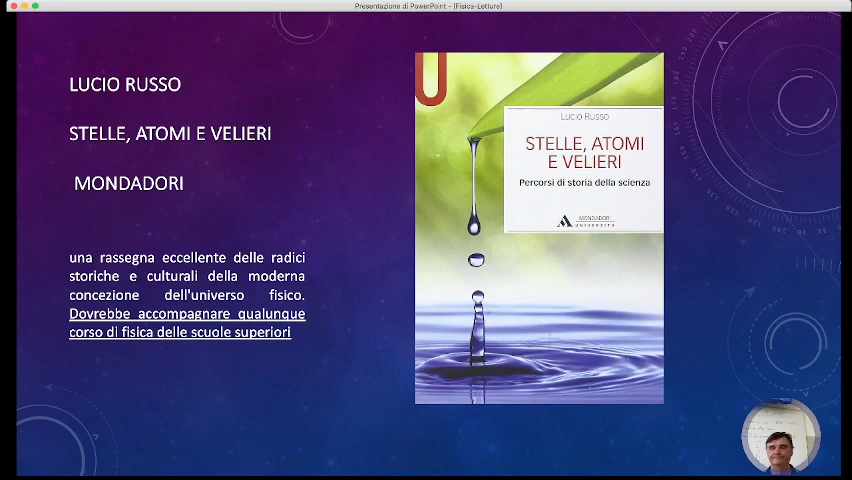 Presentazione di PowerPoint - [Fisica-Letture]
LUCIO RUSSO
STELLE, ATOMI E VELIERI
MONDADORI
una rassegna eccellente delle radici
storiche e culturali della moderna
concezione dell'universo fisico.
Dovrebbe accompagnare qualunque
corso di fisica delle scuole superiori
U
LUCIO RUSSO
STELLE, ATOMI
E VELIERI
Percorsi di storia della scienza
MONDADORI
UNIVERSITÀ